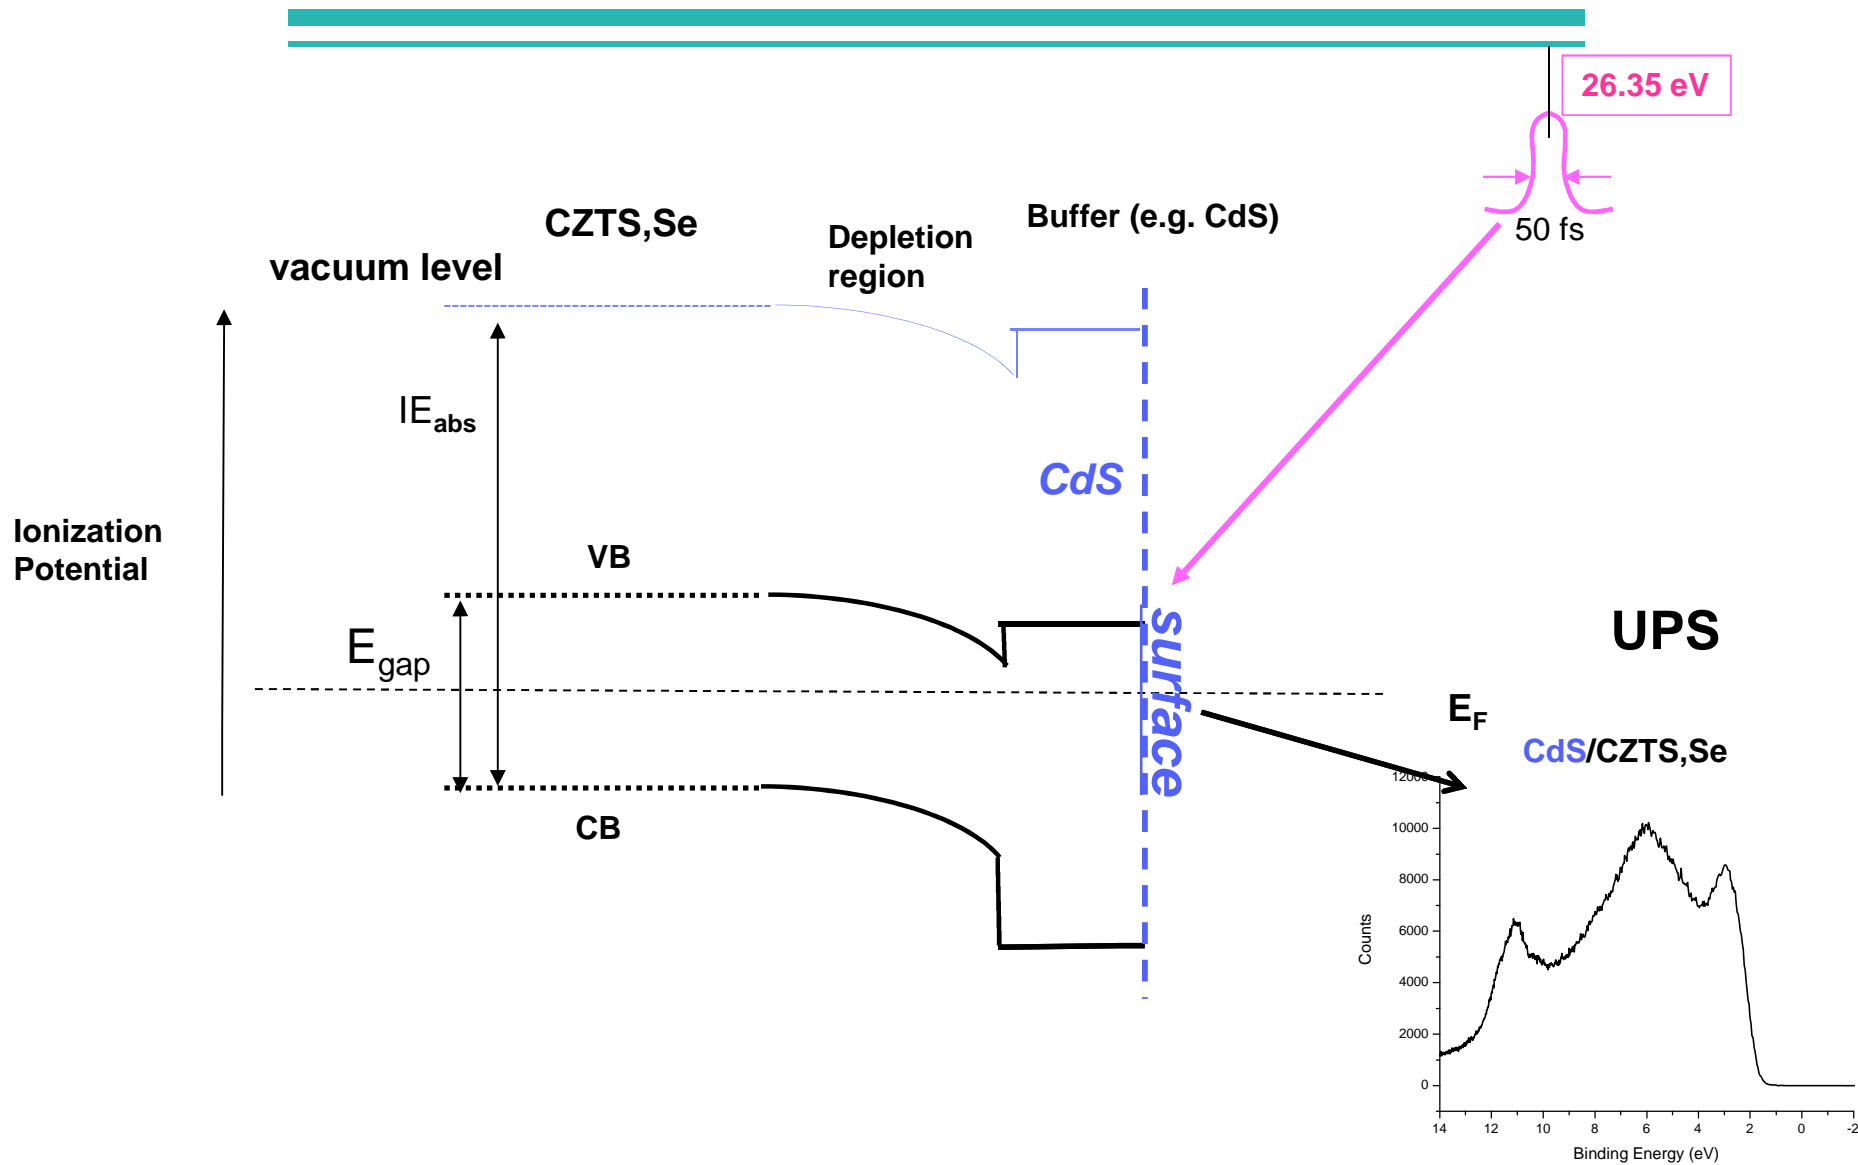 26.35 eV
50 fs
CZTS,Se
Buffer (e.g. CdS)
Depletion
region
vacuum level
IEabs
CdS
Ionization
Potential
VB
Egap
surface
UPS
EF
CB
CdS/CZTS,Se
12000
10000
8000
6000
4000
2000
0
Counts
14 12 10 8 6 4 2 0 -2
Binding Energy (eV)